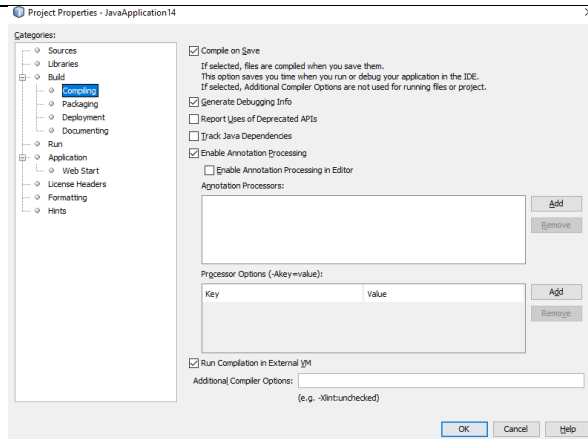 Project Properties - JavaApplication14
Categories:
Sources
Libraries
Build
Compiling
Packaging
Deployment
Documenting
Run
Application
Web Start
License Headers
Formatting
Hints
Compile on Save
If selected, files are compiled when you save them.
This option saves you time when you run or debug your application in the IDE.
If selected, Additional Compiler Options are not used for running files or project.
Generate Debugging Info
Report Uses of Deprecated APIs
Track Java Dependencies
Enable Annotation Processing
Enable Annotation Processing in Editor
Annotation Processors:
Add
Remove
Processor Options (-Akey=value):
Key Value
Add
Remove
Run Compilation in External VM
Additional Compiler Options:
(e.g. -Xlint:unchecked)
OK Cancel Help